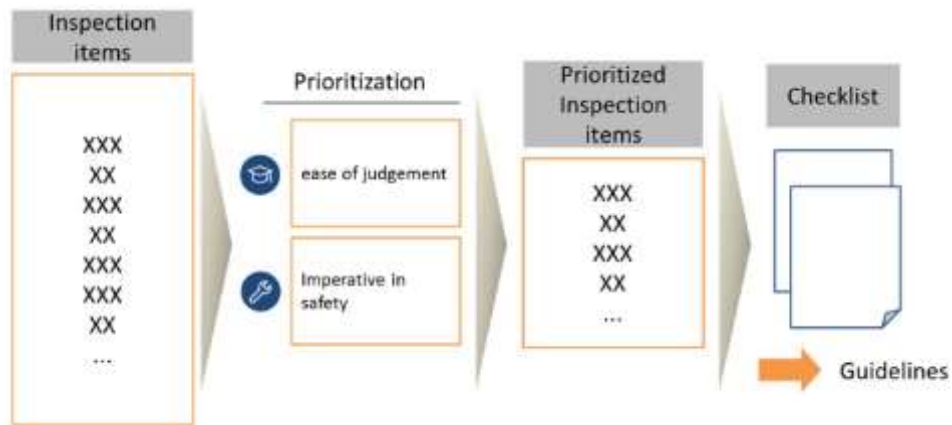 Inspection
items
XXX
XX
XXX
XX
XXX
XXX
XX
...
Prioritization
ease of judgement
Imperative in
safety
Prioritized
Inspection
items
XXX
XX
XXX
XX
...
Checklist
Guidelines